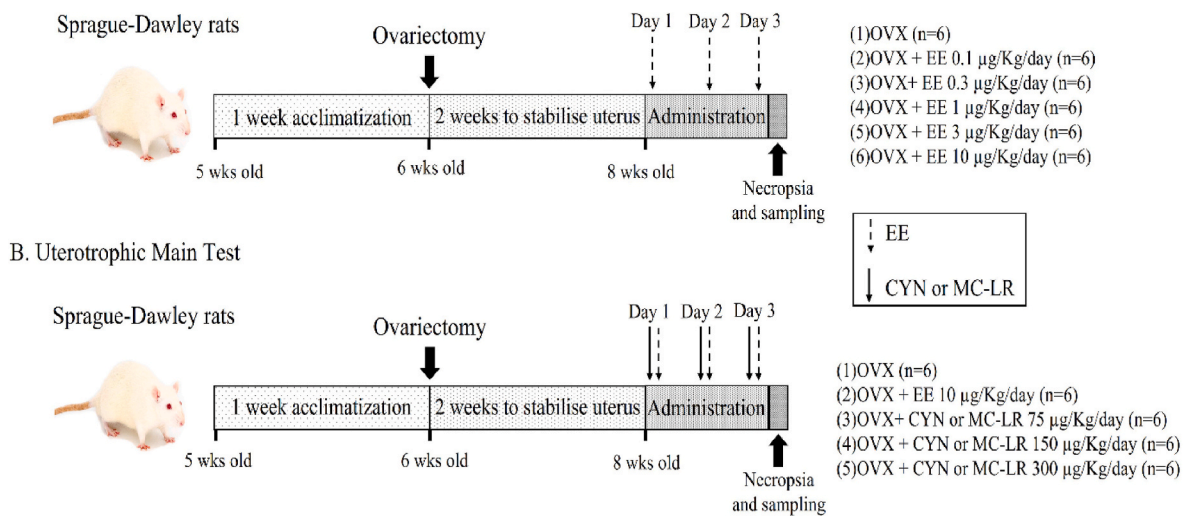 Sprague-Dawley rats
Ovariectomy
Day 1 Day 2 Day 3
1 week acclimatization 2 weeks to stabilise uterus Administration
5 wks old 6 wks old 8 wks old
Necropsia
and sampling
(1)OVX (n=6)
(2)OVX + EE 0.1 µg/Kg/day (n=6)
(3)OVX+ EE 0.3 µg/Kg/day (n=6)
(4)OVX + EE 1 µg/Kg/day (n=6)
(5)OVX + EE 3 µg/Kg/day (n=6)
(6)OVX + EE 10 µg/Kg/day (n=6)
EE
CYN or MC-LR
B. Uterotrophic Main Test
Sprague-Dawley rats
Ovariectomy
Day 1 Day 2 Day 3
1 week acclimatization 2 weeks to stabilise uterus Administration
5 wks old 6 wks old 8 wks old
Necropsia
and sampling
(1)OVX (n=6)
(2)OVX + EE 10 µg/Kg/day (n=6)
(3)OVX+ CYN or MC-LR 75 µg/Kg/day (n=6)
(4)OVX + CYN or MC-LR 150 µg/Kg/day (n=6)
(5)OVX + CYN or MC-LR 300 µg/Kg/day (n=6)